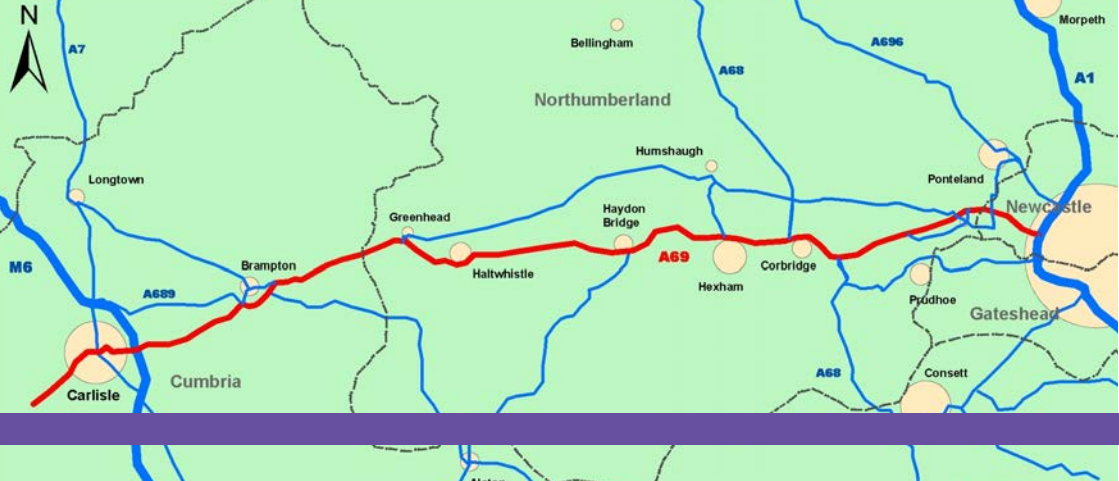 N
Morpeth
A7
A696
Bellingham
A68
A1
Northumberland
Humshaugh
Longtown
Ponteland
Haydon
Bridge
Newcastle
Greenhead
A69
Brampton
Haltwhistle
Corbridge
M6
Hexham
A689
Prudhoe
Gateshead
Cumbria
A68
Consett
Carlisle